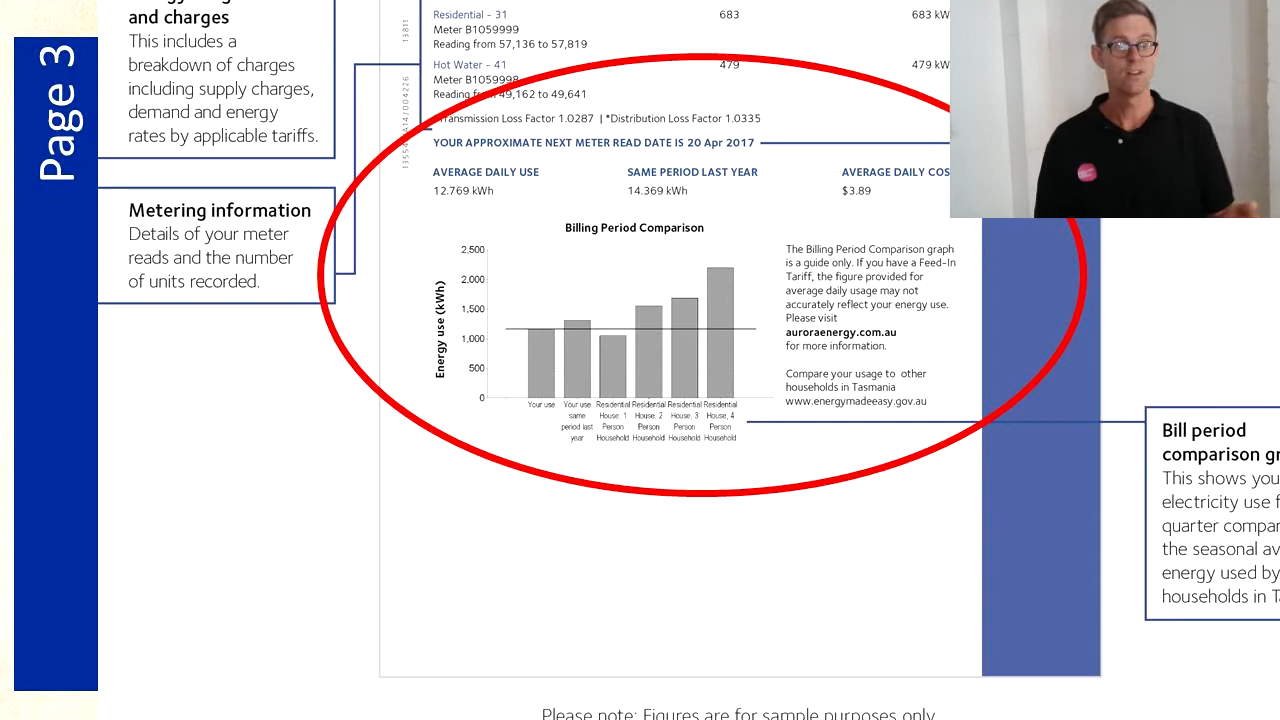 Page 3
and charges
This includes a
breakdown of charges
including supply charges,
demand and energy
rates by applicable tariffs.
Metering information
Details of your meter
reads and the number
of units recorded.
Residential - 31 683 683 kW
Meter B1059999
Reading from 57,136 to 57,819
Hot Water - 41 479 479 kW
Meter B1059998
Reading from 49,162 to 49,641
Transmission Loss Factor 1.0287 | *Distribution Loss Factor 1.0335
YOUR APPROXIMATE NEXT METER READ DATE IS 20 Apr 2017
AVERAGE DAILY USE SAME PERIOD LAST YEAR AVERAGE DAILY COS
12.769 kWh 14.369 kWh $3.89
Billing Period Comparison
Energy use (kWh)
2,500
2,000
1,500
1,000
500
0
Your use
Your use
same
period last
year
Residential
House, 1
Person
Household
Residential
House, 2
Person
Household
Residential
House, 3
Person
Household
Residential
House, 4
Person
Household
The Billing Period Comparison graph
is a guide only. If you have a Feed-In
Tariff, the figure provided for
average daily usage may not
accurately reflect your energy use.
Please visit
auroraenergy.com.au
for more information.
Compare your usage to other
households in Tasmania
www.energymadeeasy.gov.au
Bill period
comparison gr
This shows you
electricity use f
quarter compar
the seasonal av
energy used by
households in T
Please note: Figures are for sample purposes only